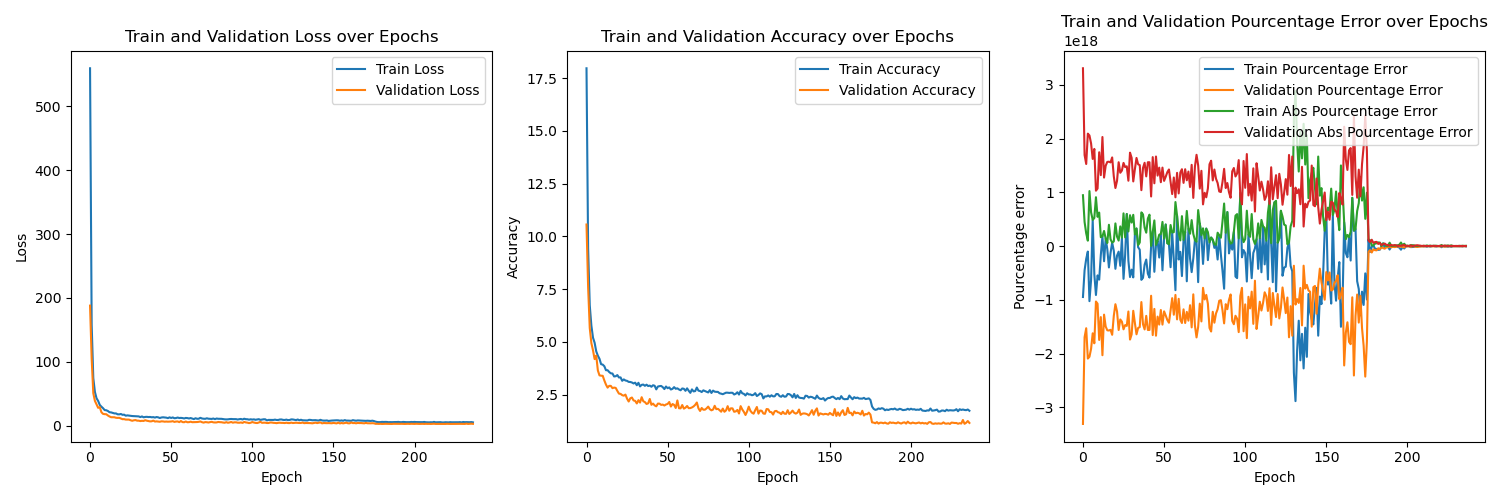 Train and Validation Loss over Epochs
Loss
500
400
300
200
100
0
Train Loss
Validation Loss
0 50 100 150 200
Epoch
Train and Validation Accuracy over Epochs
Accuracy
17.5
15.0
12.5
10.0
7.5
5.0
2.5
Train Accuracy
Validation Accuracy
0 50 100 150 200
Epoch
Train and Validation Pourcentage Error over Epochs
1e18
Pourcentage error
3
2
1
0
−1
−2
−3
Train Pourcentage Error
Validation Pourcentage Error
Train Abs Pourcentage Error
Validation Abs Pourcentage Error
0 50 100 150 200
Epoch